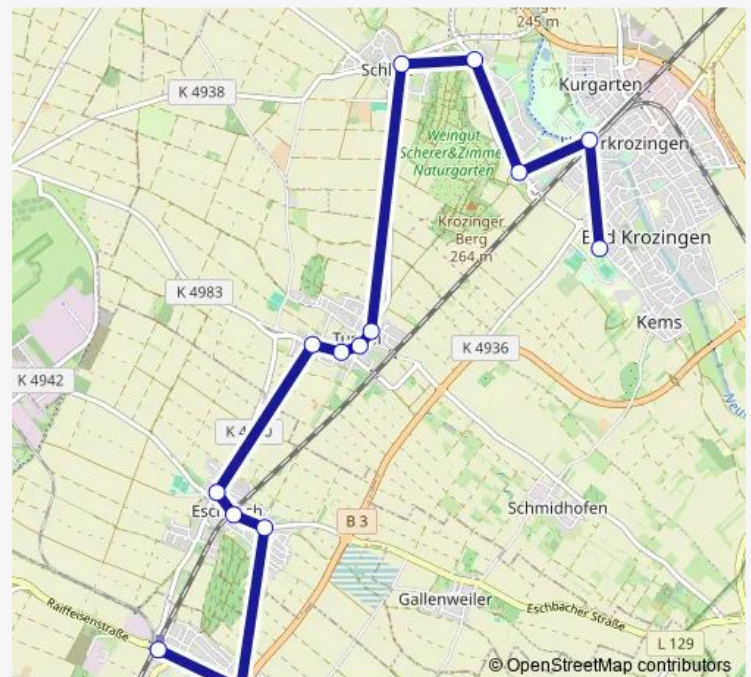 245 m
Kurgarten
K 4938
Weingut
Naturgarten
Krozinger
Berg
264 m
Krozingen
Kems
K 4983
K 4936
K 4942
Schmidhofen
B 3
Gallenweiler
Eschbacher Straße
Raiffeisenstraße
L 129
© OpenStreetMap contributors